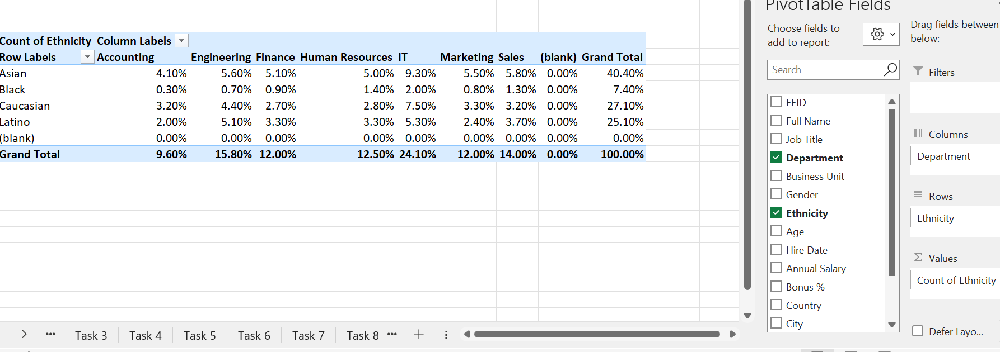 PivotTable Fields
Choose fields to add to report:
Drag fields between
below:
Count of Ethnicity Column Labels
Row Labels Accounting Engineering Finance Human Resources IT Marketing Sales (blank) Grand Total
Asian 4.10% 5.60% 5.10% 5.00% 9.30% 5.50% 5.80% 0.00% 40.40%
Black 0.30% 0.70% 0.90% 1.40% 2.00% 0.80% 1.30% 0.00% 7.40%
Caucasian 3.20% 4.40% 2.70% 2.80% 7.50% 3.30% 3.20% 0.00% 27.10%
Latino 2.00% 5.10% 3.30% 3.30% 5.30% 2.40% 3.70% 0.00% 25.10%
(blank) 0.00% 0.00% 0.00% 0.00% 0.00% 0.00% 0.00% 0.00% 0.00%
Grand Total 9.60% 15.80% 12.00% 12.50% 24.10% 12.00% 14.00% 0.00% 100.00%
Search
EEID
Full Name
Job Title
Department
Business Unit
Gender
Ethnicity
Age
Hire Date
Annual Salary
Bonus %
Country
City
Filters
Columns
Department
Rows
Ethnicity
Σ Values
Count of Ethnicity
Defer Layo...
Task 3 Task 4 Task 5 Task 6 Task 7 Task 8